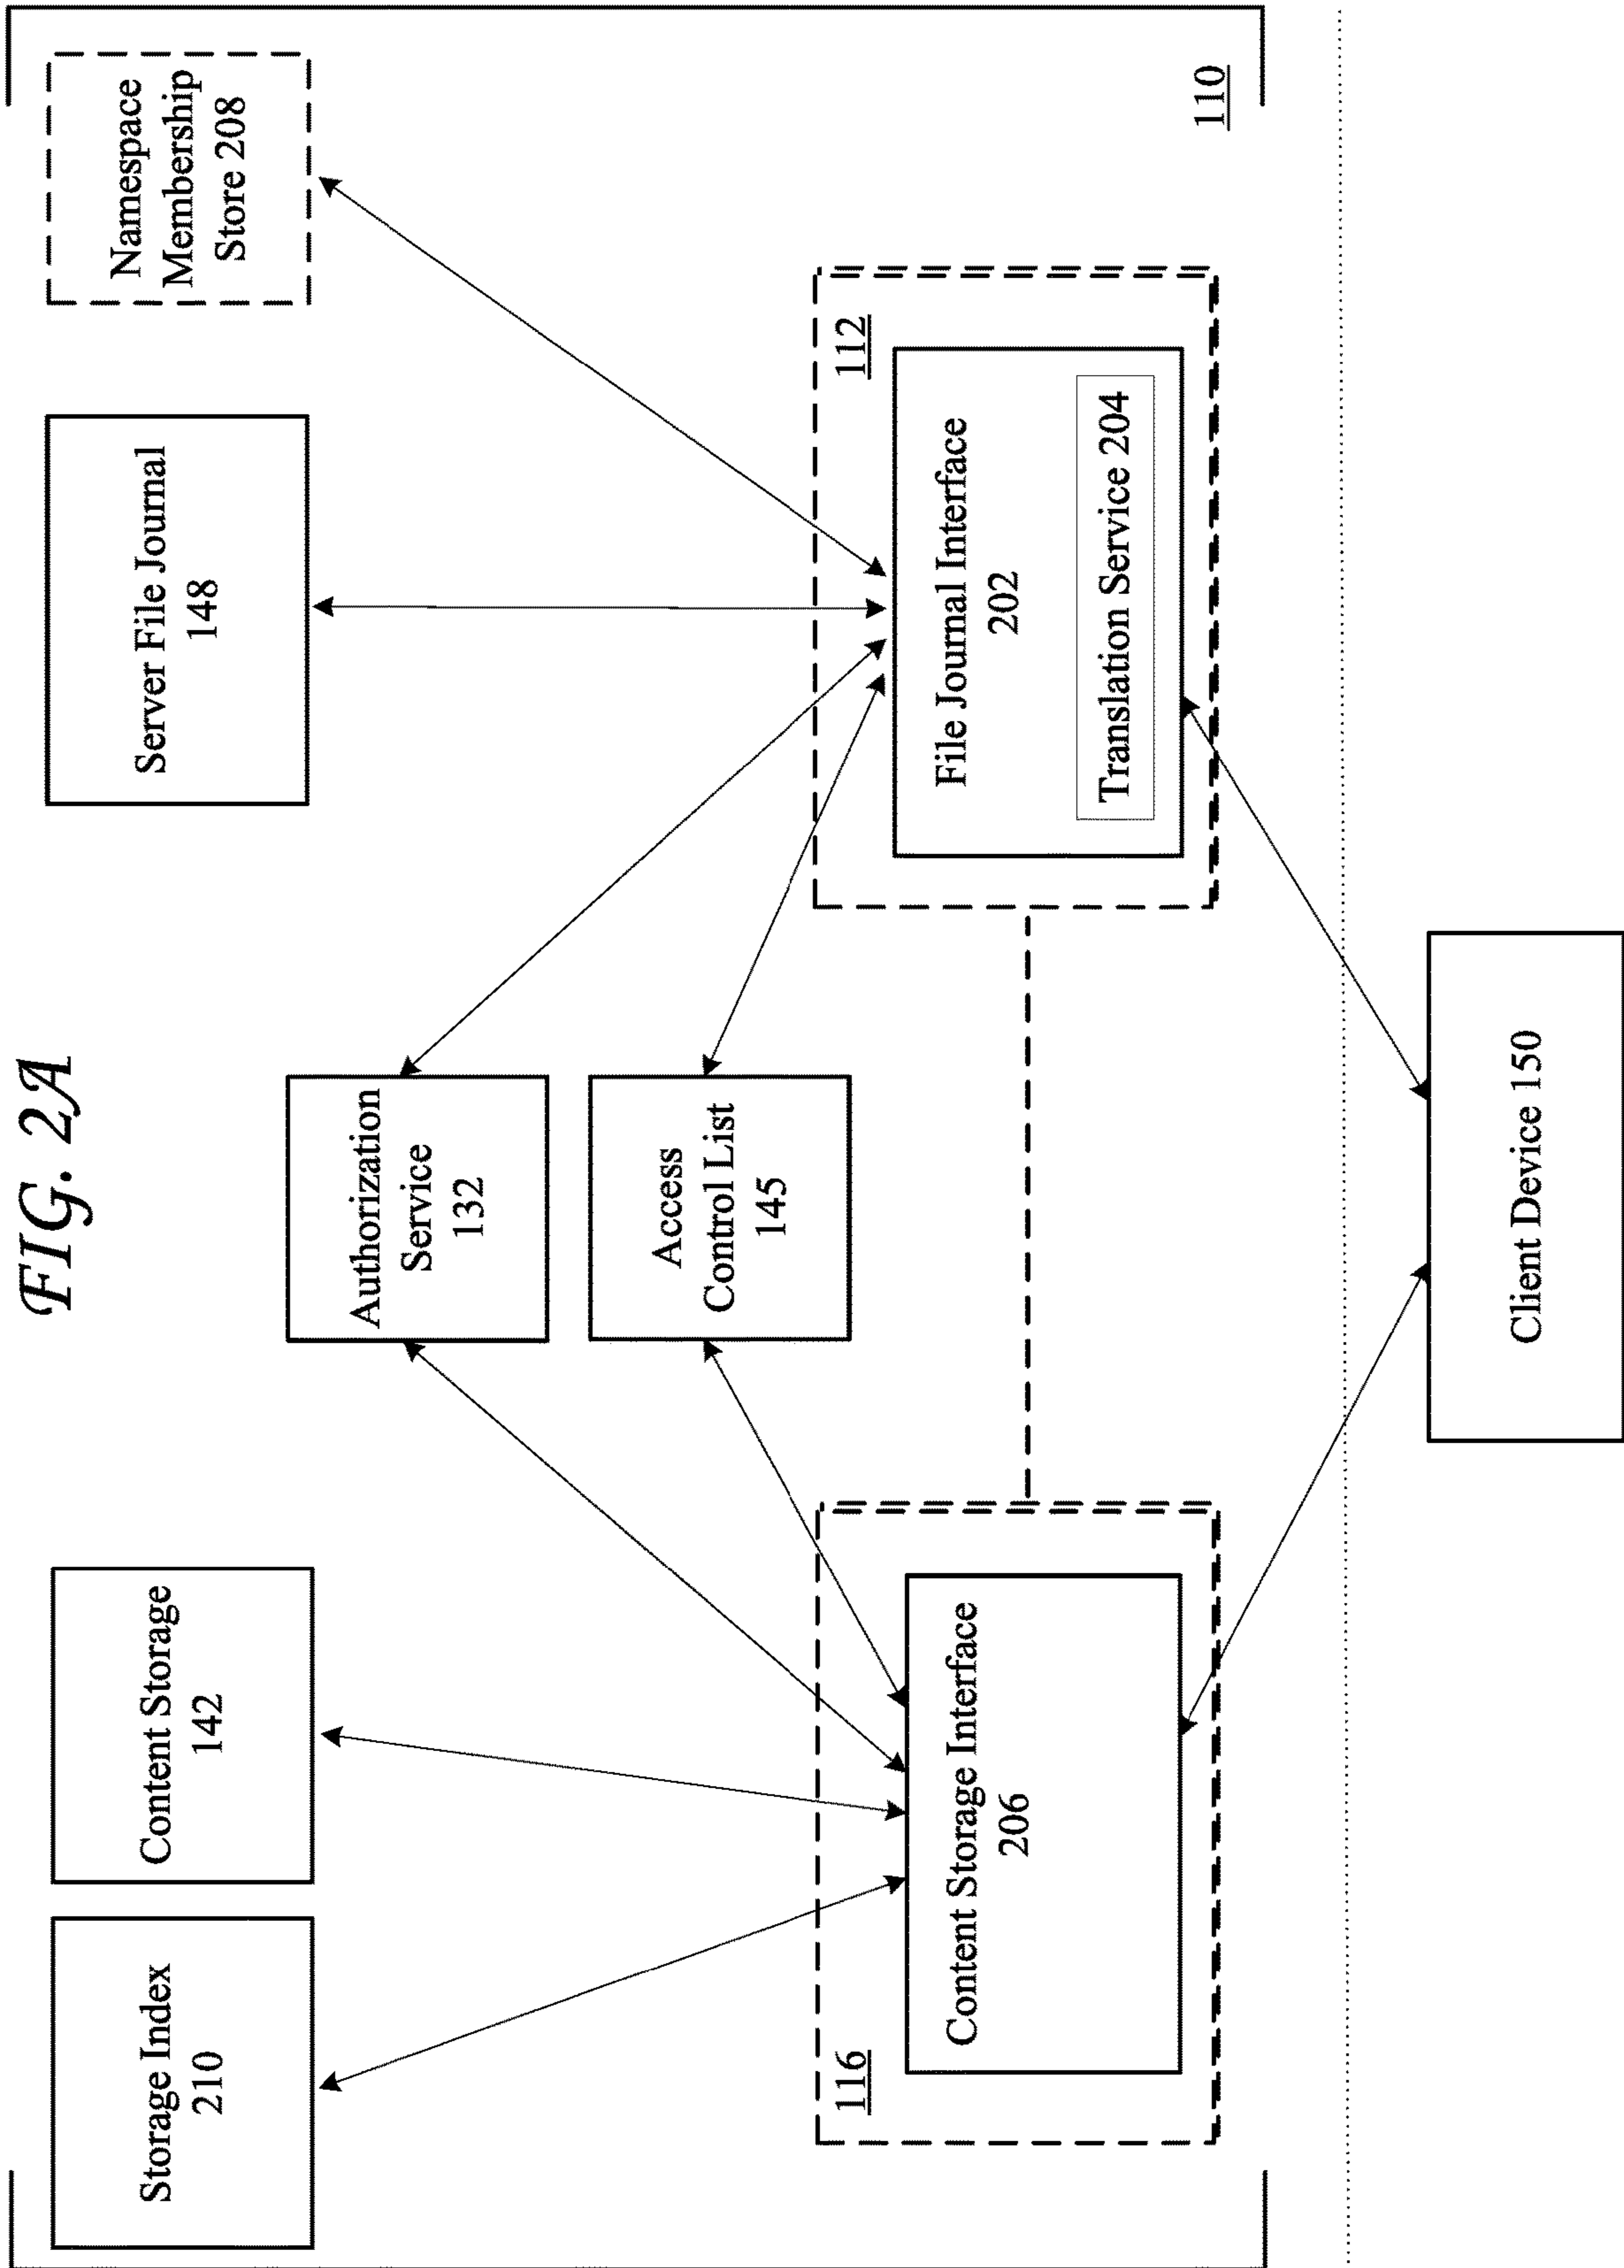 FIG. 2A
Storage Index
210
Content Storage
142
Authorization
Service
132
Access
Control List
145
Server File Journal
148
Namespace
Membership
Store 208
116
Content Storage Interface
206
112
File Journal Interface
202
Translation Service 204
110
Client Device 150